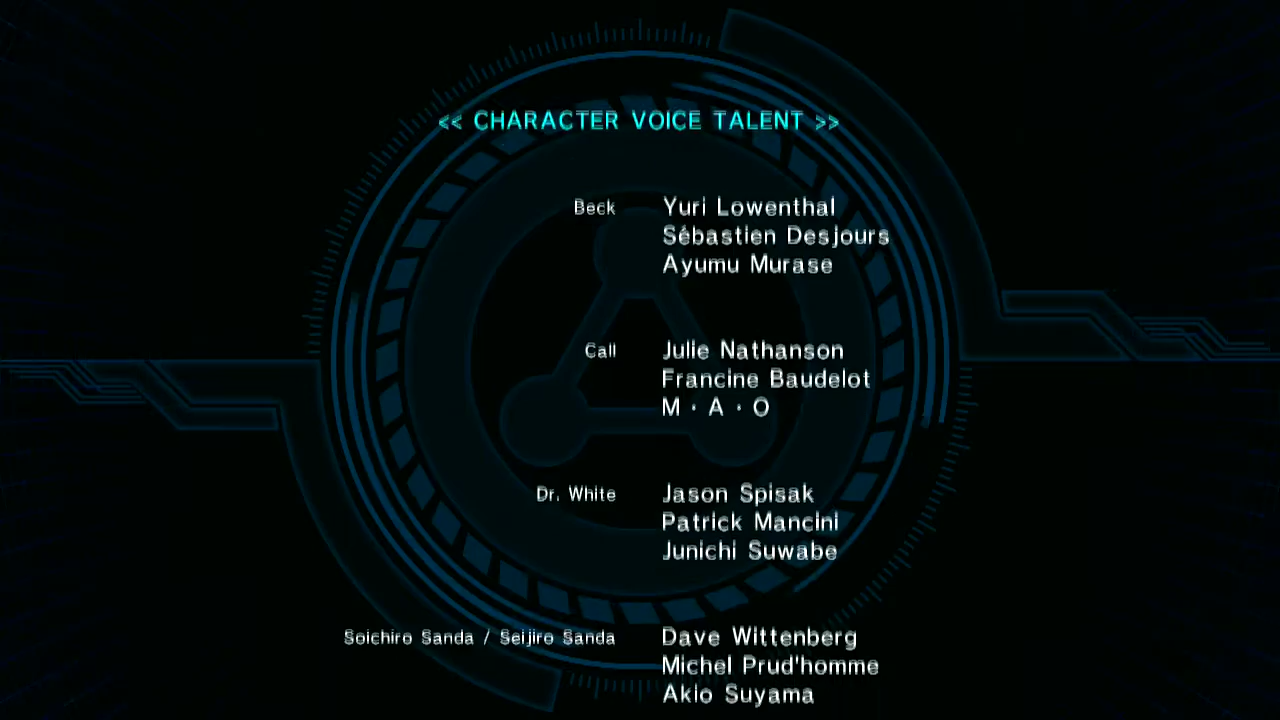 << CHARACTER VOICE TALENT >>
Beck Yuri Lowenthal
Sébastien Desjours
Ayumu Murase
Call Julie Nathanson
Francine Baudelot
M・A・O
Dr. White Jason Spisak
Patrick Mancini
Junichi Suwabe
Soichiro Sanda / Seijiro Sanda Dave Wittenberg
Michel Prud'homme
Akio Suyama